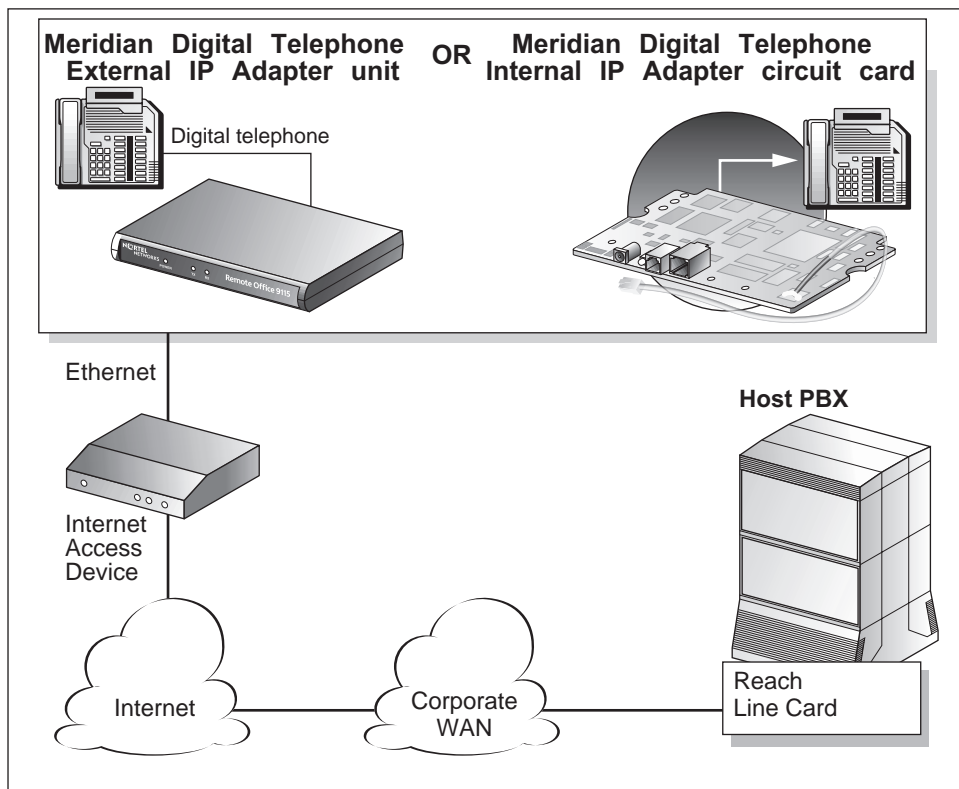 Meridian Digital Telephone
External IP Adapter unit
OR
Meridian Digital Telephone
Internal IP Adapter circuit card
Digital telephone
NORTEL
NETWORKS
POWER
Remote Office 9115
Ethernet
Host PBX
Internet
Access
Device
Internet
Corporate
WAN
Reach
Line Card